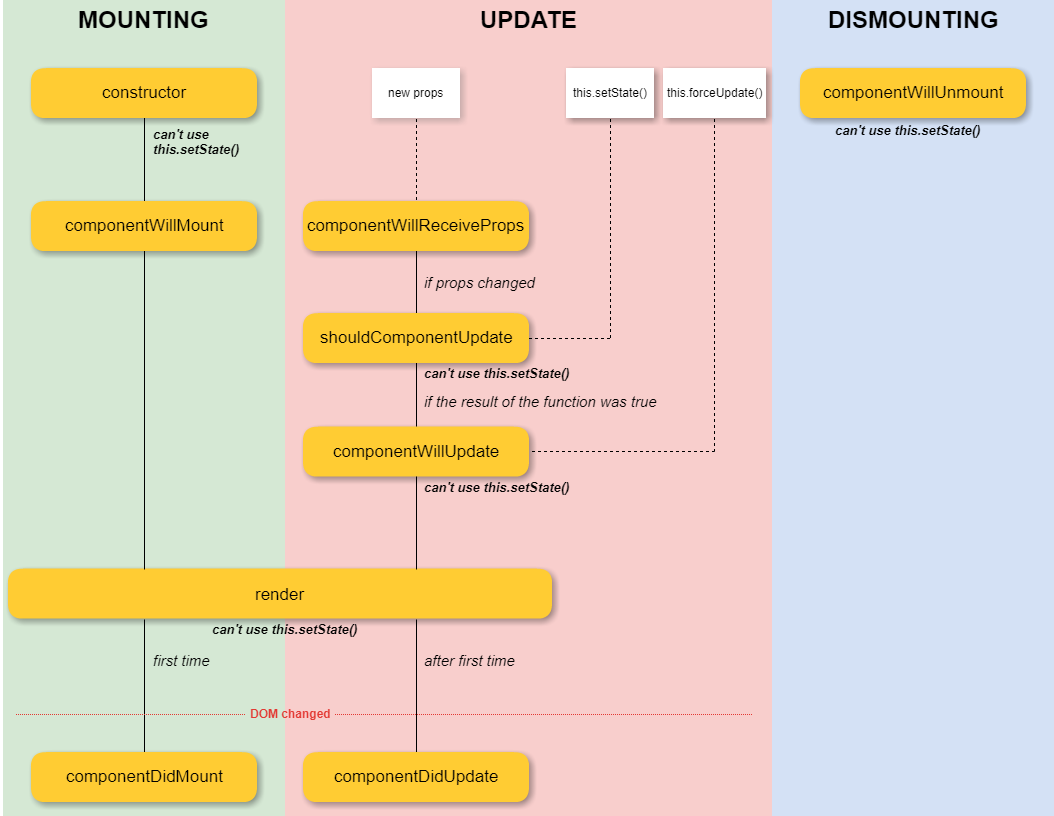 MOUNTING
UPDATE
DISMOUNTING
constructor
new props
this.setState()
this.forceUpdate()
componentWillUnmount
can't use
this.setState()
can't use this.setState()
componentWillMount
componentWillReceiveProps
if props changed
shouldComponentUpdate
can't use this.setState()
if the result of the function was true
componentWillUpdate
can't use this.setState()
render
can't use this.setState()
first time
after first time
DOM changed
componentDidMount
componentDidUpdate